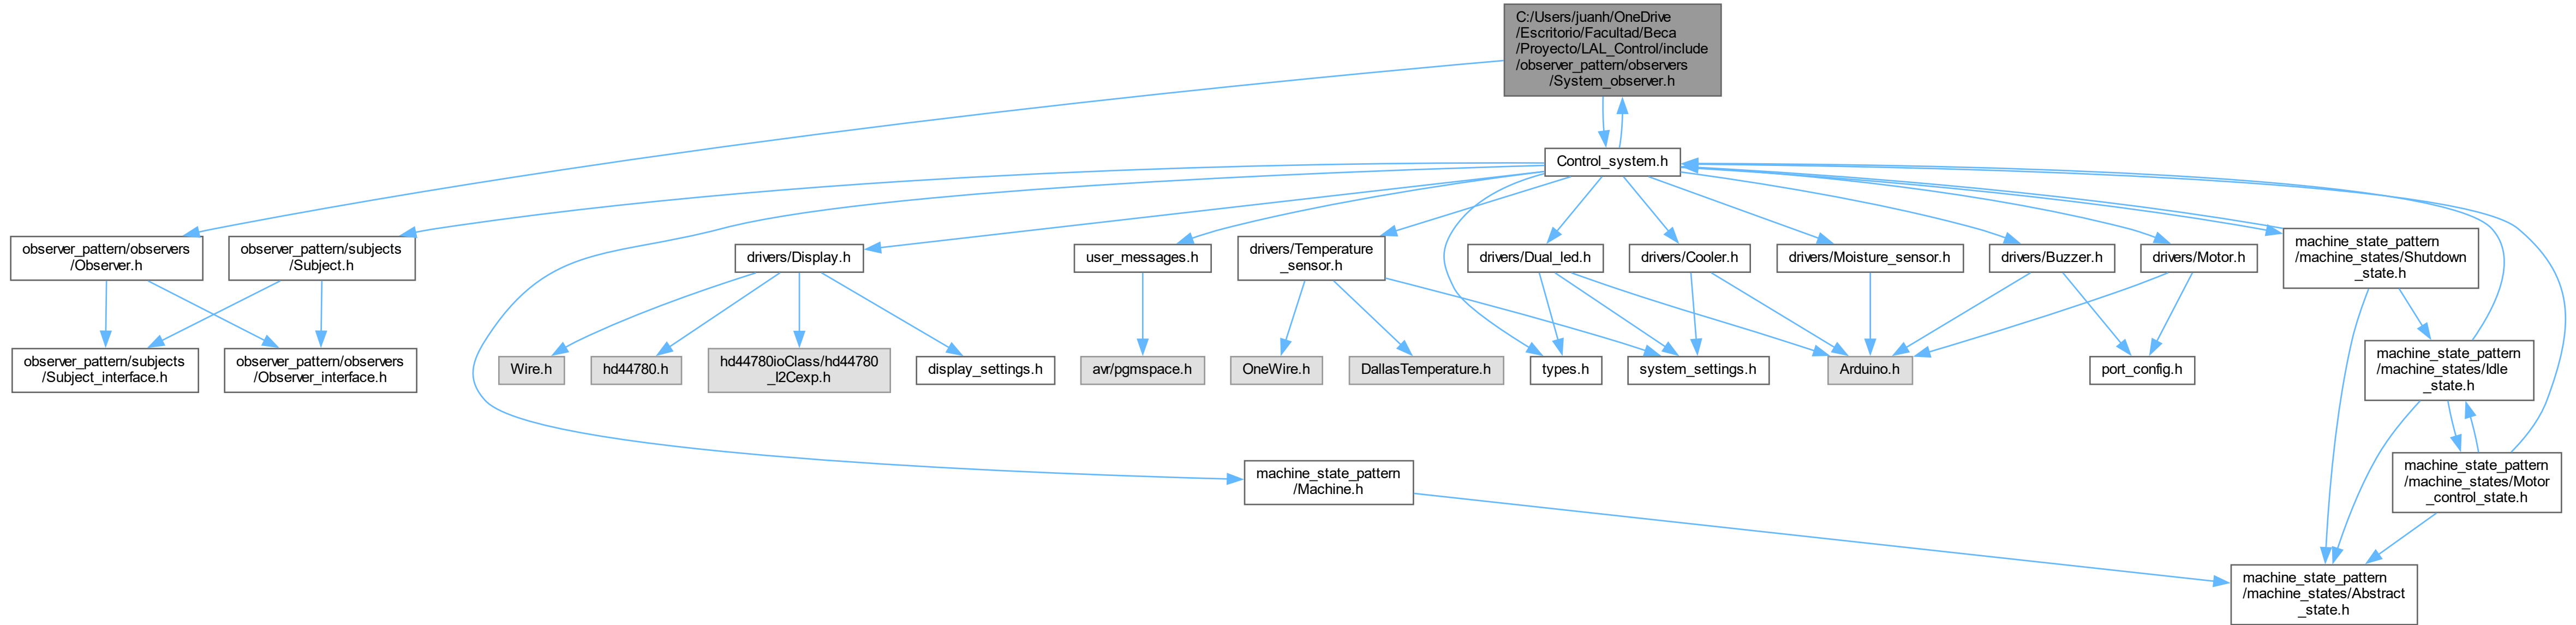 C:/Users/juanh/OneDrive
/Escritorio/Facultad/Beca
/Proyecto/LAL_Control/include
/observer_pattern/observers
/System_observer.h
Control_system.h
observer_pattern/observers
/Observer.h
observer_pattern/subjects
/Subject.h
drivers/Display.h
user_messages.h
drivers/Temperature
_sensor.h
drivers/Dual_led.h
drivers/Cooler.h
drivers/Moisture_sensor.h
drivers/Buzzer.h
drivers/Motor.h
machine_state_pattern
/machine_states/Shutdown
_state.h
observer_pattern/subjects
/Subject_interface.h
observer_pattern/observers
/Observer_interface.h
Wire.h
hd44780.h
hd44780ioClass/hd44780
_I2Cexp.h
display_settings.h
avr/pgmspace.h
OneWire.h
DallasTemperature.h
types.h
system_settings.h
Arduino.h
port_config.h
machine_state_pattern
/machine_states/Idle
_state.h
machine_state_pattern
/Machine.h
machine_state_pattern
/machine_states/Motor
_control_state.h
machine_state_pattern
/machine_states/Abstract
_state.h